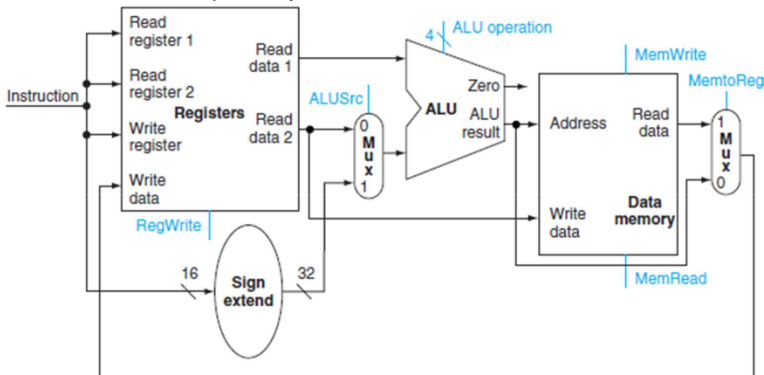 Read
register 1
Read
register 2
Write
register
Write
data
Registers
Read
data 1
Read
data 2
Instruction
RegWrite
16
Sign
extend
32
ALUSrc
0
M
u
x
1
4
ALU operation
ALU
Zero
ALU
result
MemWrite
Address
Read
data
Write
data
Data
memory
MemRead
MemtoReg
1
M
u
x
0